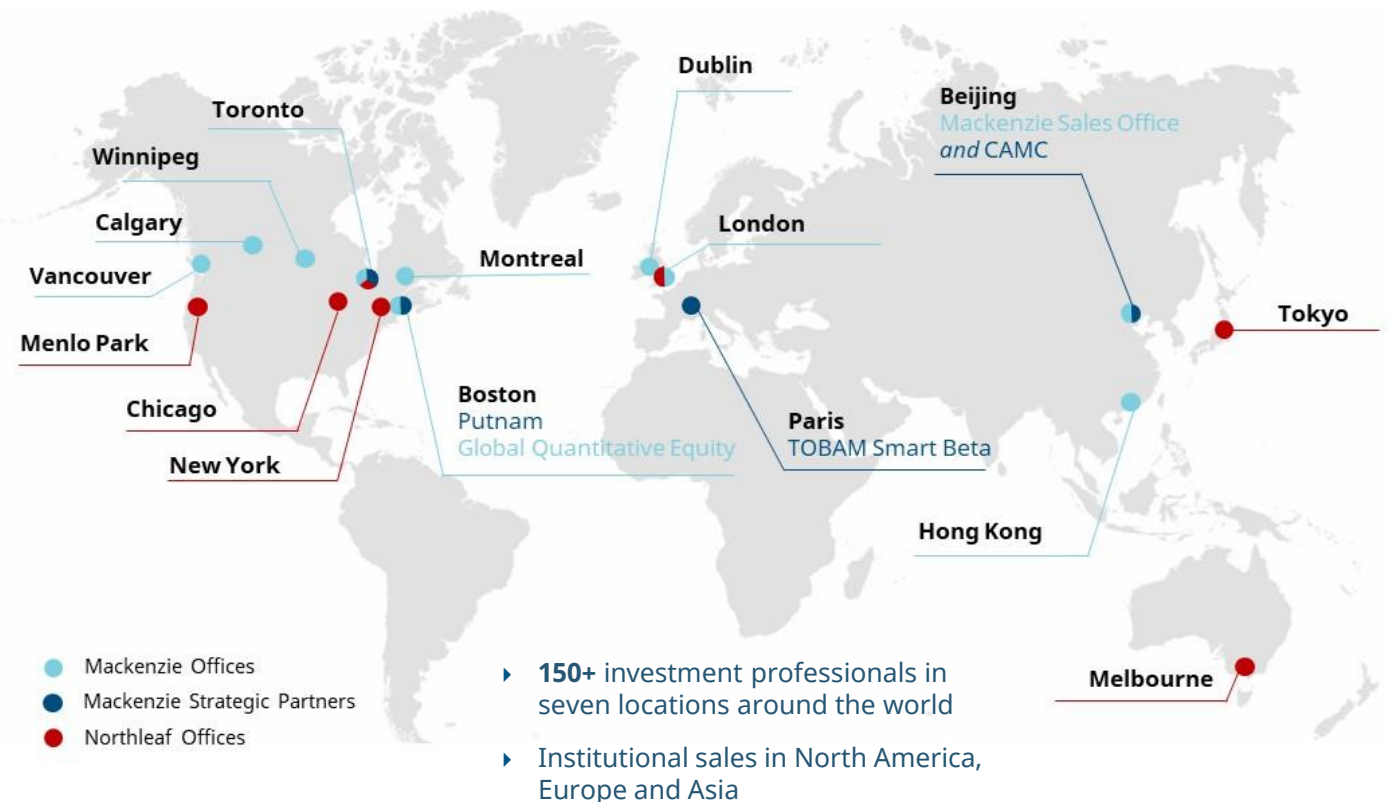 Dublin
Beijing
Mackenzie Sales Office
and CAMC
Toronto
Winnipeg
Calgary
London
Montreal
Vancouver
Tokyo
Menlo Park
Chicago
Boston
Putnam
Global Quantitative Equity
Paris
TOBAM Smart Beta
New York
Hong Kong
Melbourne
Mackenzie Offices
Mackenzie Strategic Partners
Northleaf Offices
150+ investment professionals in
seven locations around the world
Institutional sales in North America,
Europe and Asia